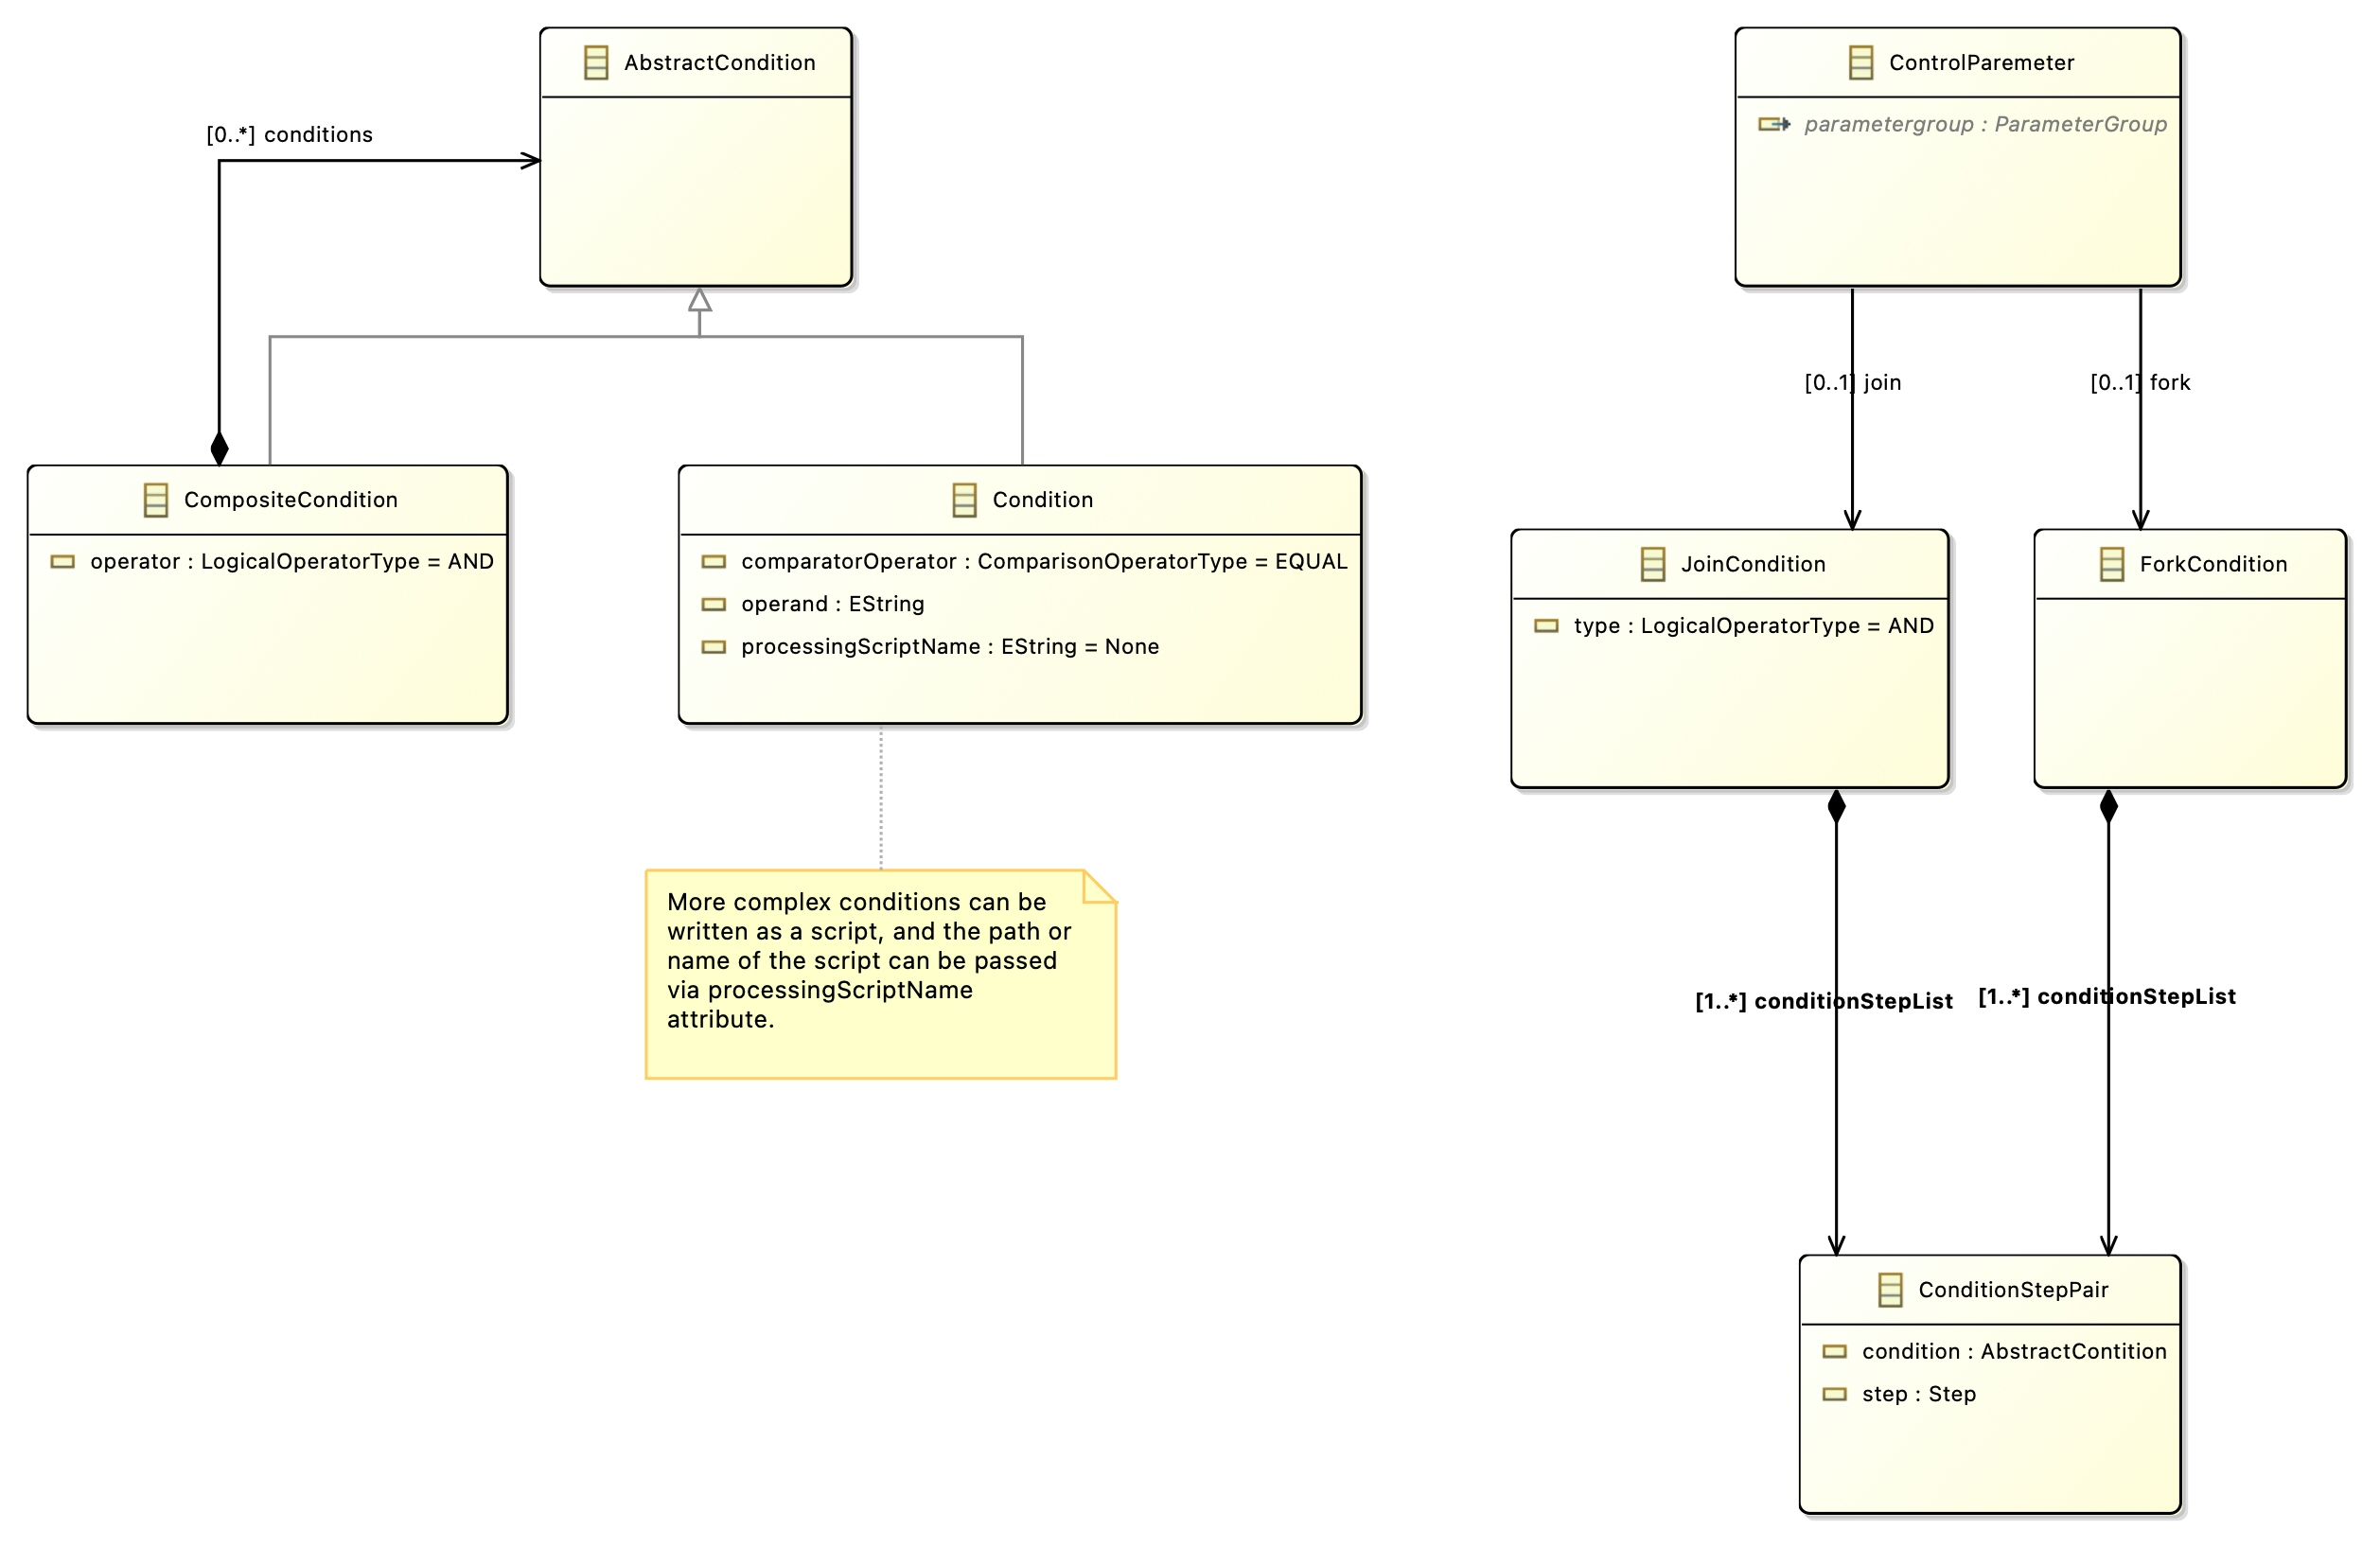 AbstractCondition
[0..*] conditions
CompositeCondition
operator : LogicalOperatorType = AND
Condition
comparatorOperator : ComparisonOperatorType = EQUAL
operand : EString
processingScriptName : EString = None
More complex conditions can be
written as a script, and the path or
name of the script can be passed
via processingScriptName
attribute.
ControlParemeter
parametergroup : ParameterGroup
[0..1] join
[0..1] fork
JoinCondition
type : LogicalOperatorType = AND
ForkCondition
[1..*] conditionStepList
[1..*] conditionStepList
ConditionStepPair
condition : AbstractContition
step : Step